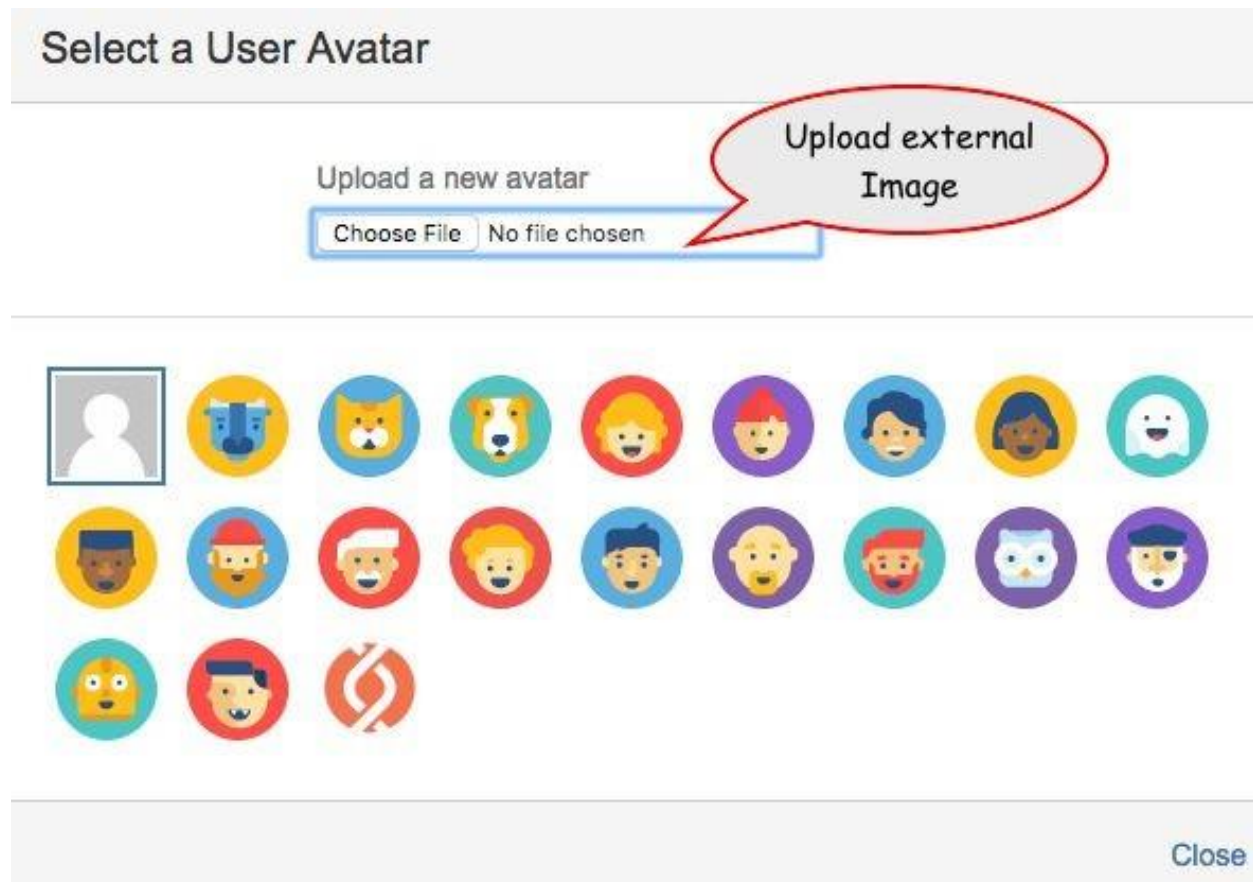 Select a User Avatar
Upload external
Image
Upload a new avatar
Choose File No file chosen
Close